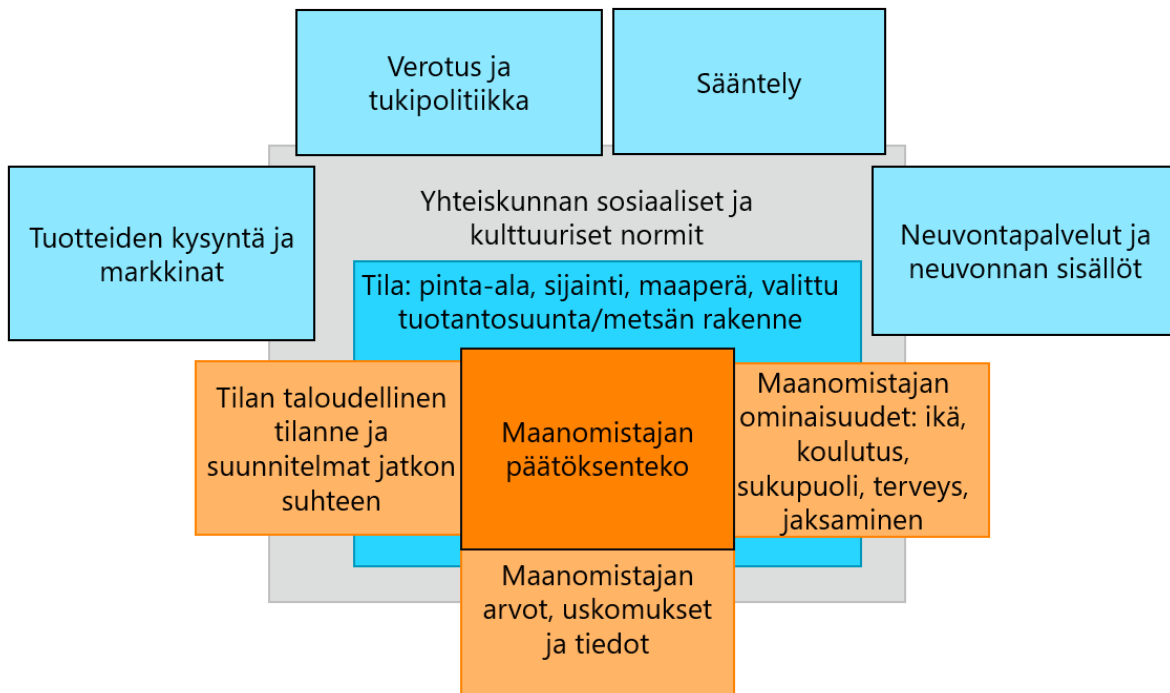 Verotus ja
tukipolitiikka
Sääntely
Tuotteiden kysyntä ja
markkinat
Yhteiskunnan sosiaaliset ja
kulttuuriset normit
Neuvontapalvelut ja
neuvonnan sisällöt
Tila: pinta-ala, sijainti, maaperä, valittu
tuotantosuunta/metsän rakenne
Tilan taloudellinen
tilanne ja
suunnitelmat jatkon
suhteen
Maanomistajan
päätöksenteko
Maanomistajan
ominaisuudet: ikä,
koulutus,
sukupuoli, terveys,
jaksaminen
Maanomistajan
arvot, uskomukset
ja tiedot